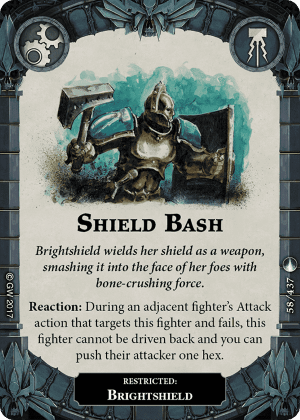 SHIELD BASH
Brightshield wields her shield as a weapon,
smashing it into the face of her foes with
bone-crushing force.
Reaction: During an adjacent fighter's Attack
action that targets this fighter and fails, this
fighter cannot be driven back and you can
push their attacker one hex.
RESTRICTED:
BRIGHTSHIELD
© GW 2017
58/437